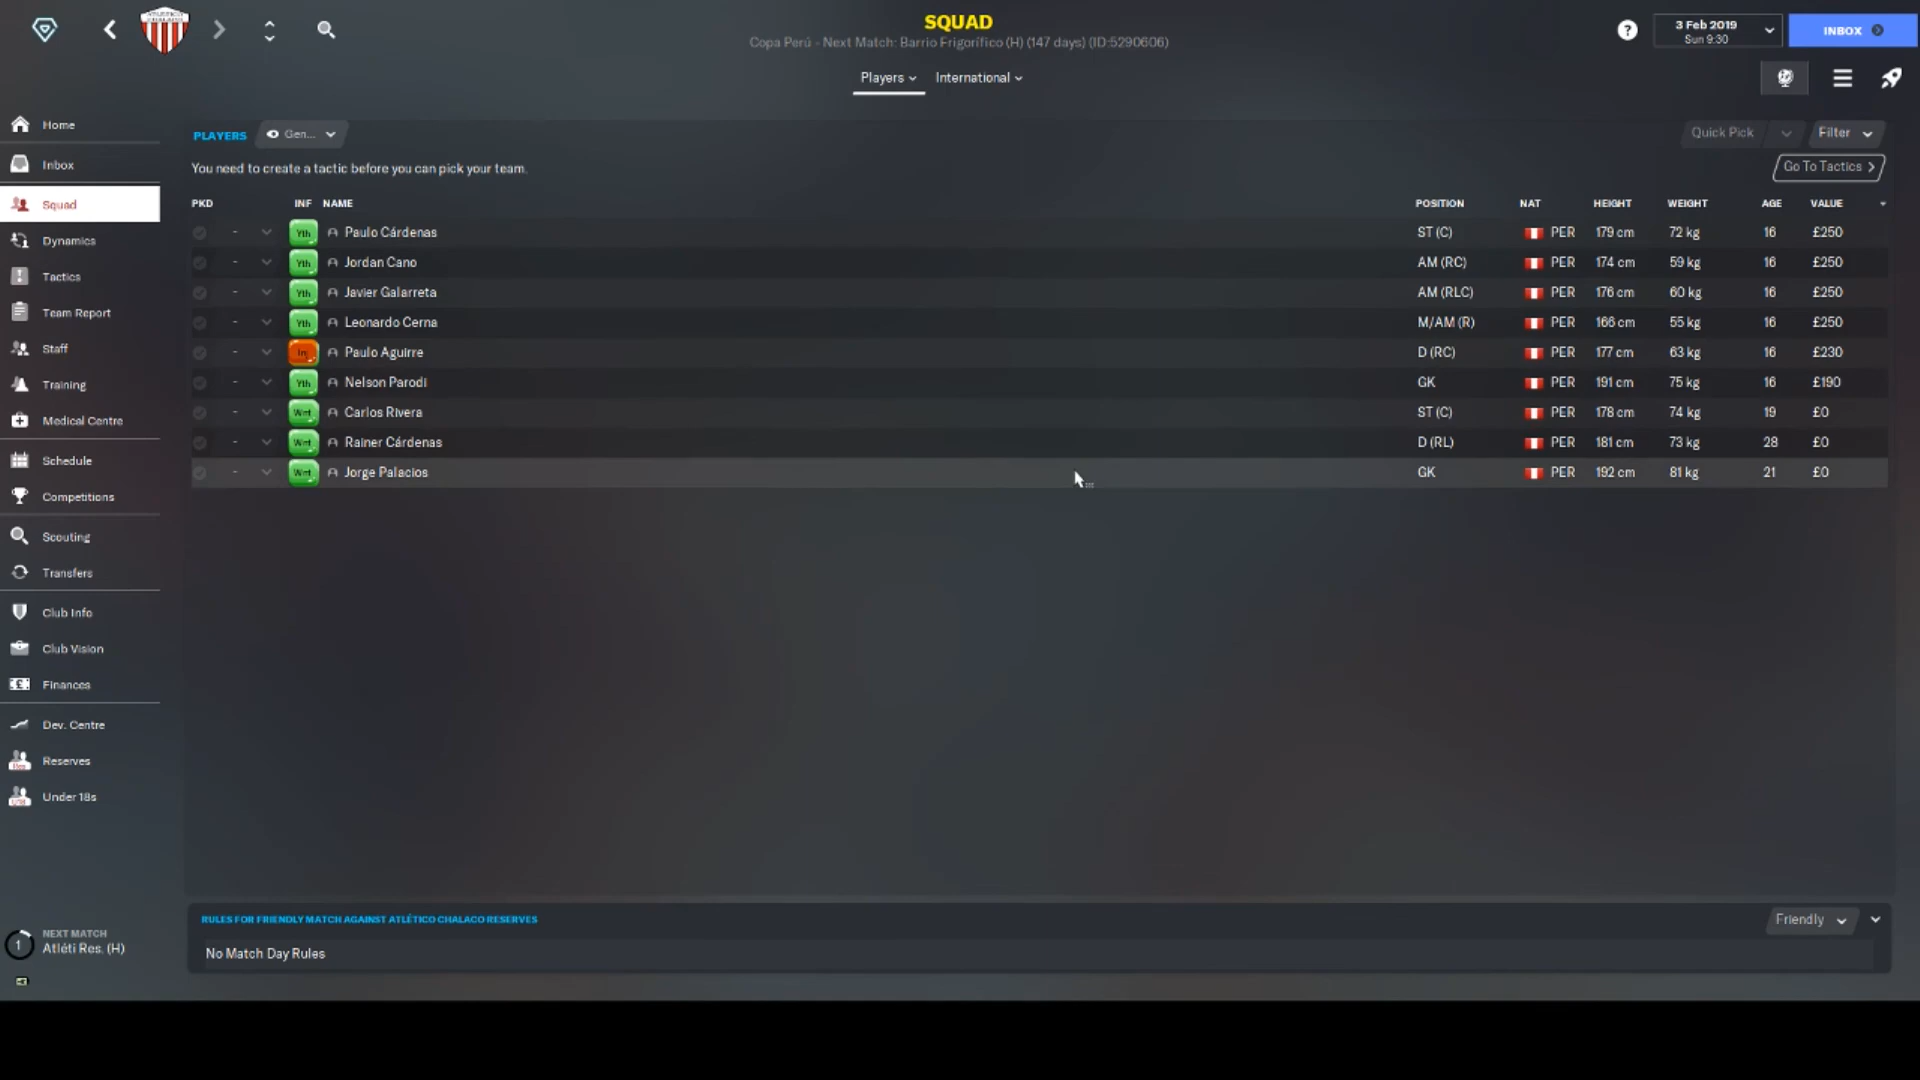 SQUAD
Copa Perú - Next Match: Barrio Frigorífico (H) (147 days) (ID:5290606)
3 Feb 2019
Sun 9:30
INBOX
Players
International
Home
Inbox
Squad
Dynamics
Tactics
Team Report
Staff
Training
Medical Centre
Schedule
Competitions
Scouting
Transfers
Club Info
Club Vision
Finances
Dev. Centre
Reserves
Under 18s
1 NEXT MATCH
Atléti Res. (H)
PLAYERS Gen...
Quick Pick Filter
You need to create a tactic before you can pick your team.
Go To Tactics >
PKD INF NAME POSITION NAT HEIGHT WEIGHT AGE VALUE
- Yth Paulo Cárdenas ST (C) PER 179 cm 72 kg 16 £250
- Yth Jordan Cano AM (RC) PER 174 cm 59 kg 16 £250
- Yth Javier Galarreta AM (RLC) PER 176 cm 60 kg 16 £250
- Yth Leonardo Cerna M/AM (R) PER 166 cm 55 kg 16 £250
- Inj Paulo Aguirre D (RC) PER 177 cm 63 kg 16 £230
- Yth Nelson Parodi GK PER 191 cm 75 kg 16 £190
- Wnt Carlos Rivera ST (C) PER 178 cm 74 kg 19 £0
- Wnt Rainer Cárdenas D (RL) PER 181 cm 73 kg 28 £0
- Wnt Jorge Palacios GK PER 192 cm 81 kg 21 £0
RULES FOR FRIENDLY MATCH AGAINST ATLÉTICO CHALACO RESERVES
Friendly
No Match Day Rules